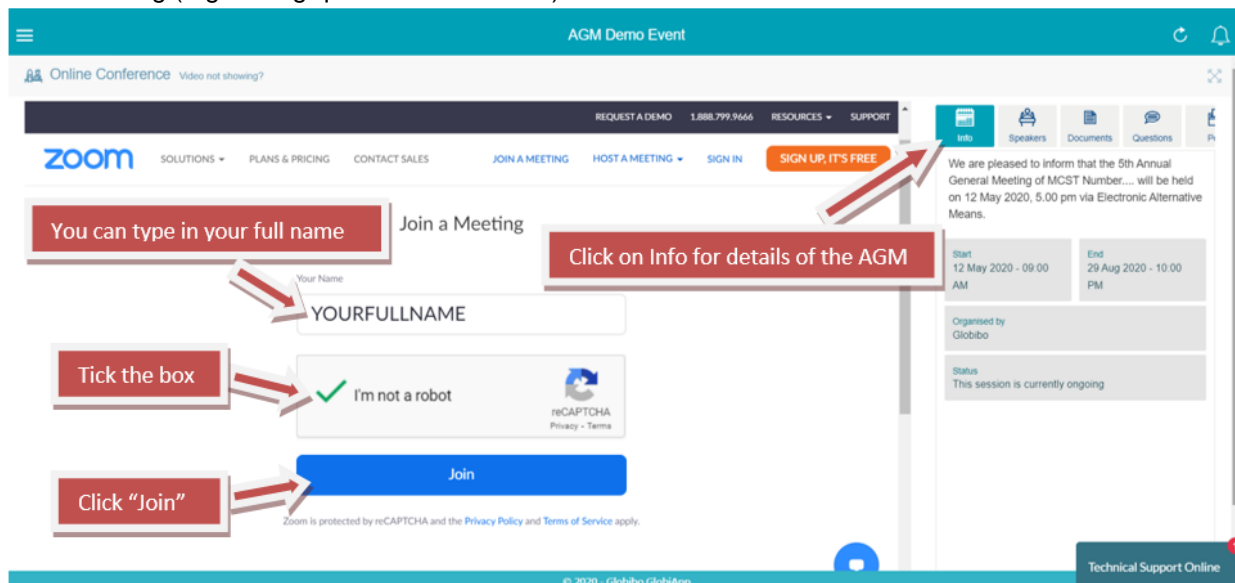 AGM Demo Event
Online Conference Video not showing?
REQUEST A DEMO 1.888.799.9666 RESOURCES SUPPORT
zoom SOLUTIONS PLANS & PRICING CONTACT SALES JOIN A MEETING HOST A MEETING SIGN IN SIGN UP, IT'S FREE
Join a Meeting
You can type in your full name
Your Name
YOURFULLNAME
Tick the box
I'm not a robot
reCAPTCHA
Privacy - Terms
Join
Click “Join”
Zoom is protected by reCAPTCHA and the Privacy Policy and Terms of Service apply.
Click on Info for details of the AGM
Info Speakers Documents Questions
We are pleased to inform that the 5th Annual
General Meeting of MCST Number.... will be held
on 12 May 2020, 5.00 pm via Electronic Alternative
Means.
Start
12 May 2020 - 09:00
AM
End
29 Aug 2020 - 10:00
PM
Organised by
Globibo
Status
This session is currently ongoing
Technical Support Online
© 2020 - Globibo GlobiApp